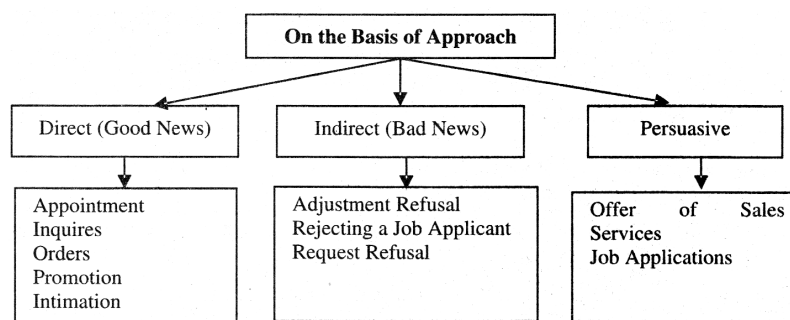 On the Basis of Approach
Direct (Good News)
Indirect (Bad News)
Persuasive
Appointment
Inquires
Orders
Promotion
Intimation
Adjustment Refusal
Rejecting a Job Applicant
Request Refusal
Offer of Sales
Services
Job Applications